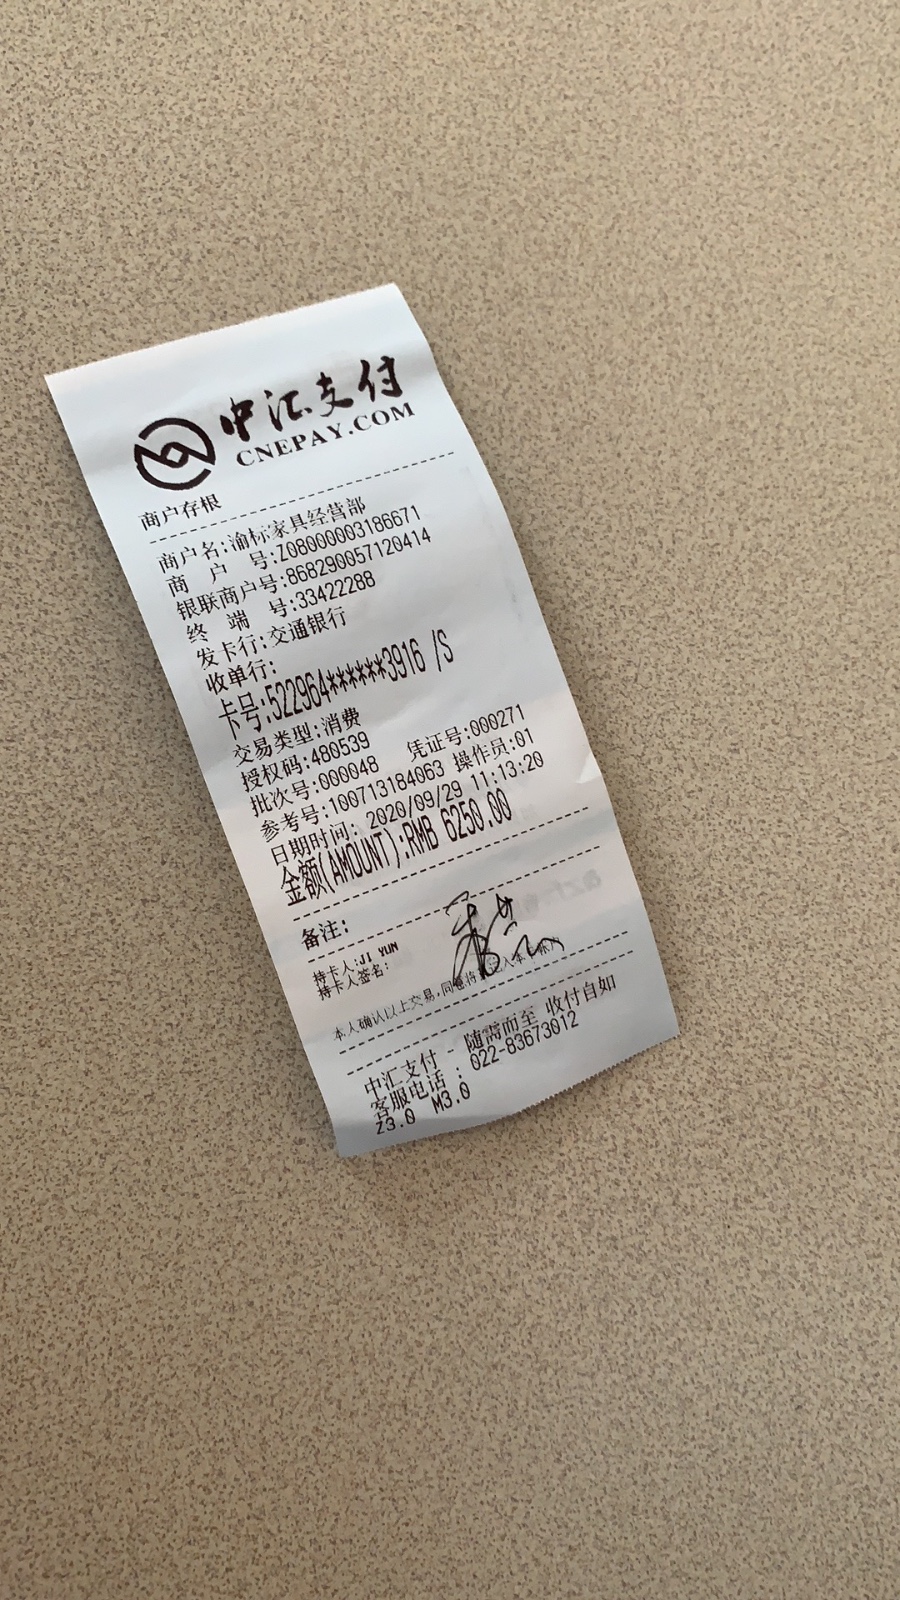 中汇支付
CNEPAY.COM
商户存根
商户名:渝标家具经营部
商 户 号:Z08000003186671
银联商户号:868290057120414
终 端 号:33422288
发卡行:交通银行
收单行:
卡号:522964******3916 /S
交易类型:消费
授权码:480539 凭证号:000271
批次号:000048 操作员:01
参考号:100713184063
日期时间: 2020/09/29 11:13:20
金额(AMOUNT):RMB 6250.00
备注:
持卡人:JI YUN
持卡人签名:
本人确认以上交易,同意将
中汇支付 - 随需而至 收付自如
客服电话 : 022-83673012
Z3.0 M3.0